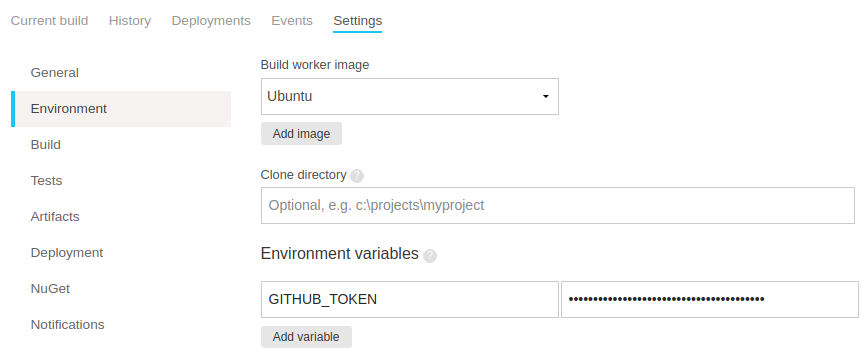 Current build History Deployments Events Settings
General
Environment
Build
Tests
Artifacts
Deployment
NuGet
Notifications
Build worker image
Ubuntu
Add image
Clone directory ?
Optional, e.g. c:\projects\myproject
Environment variables ?
GITHUB_TOKEN ••••••••••••••••••••••••••••••••••••••••
Add variable